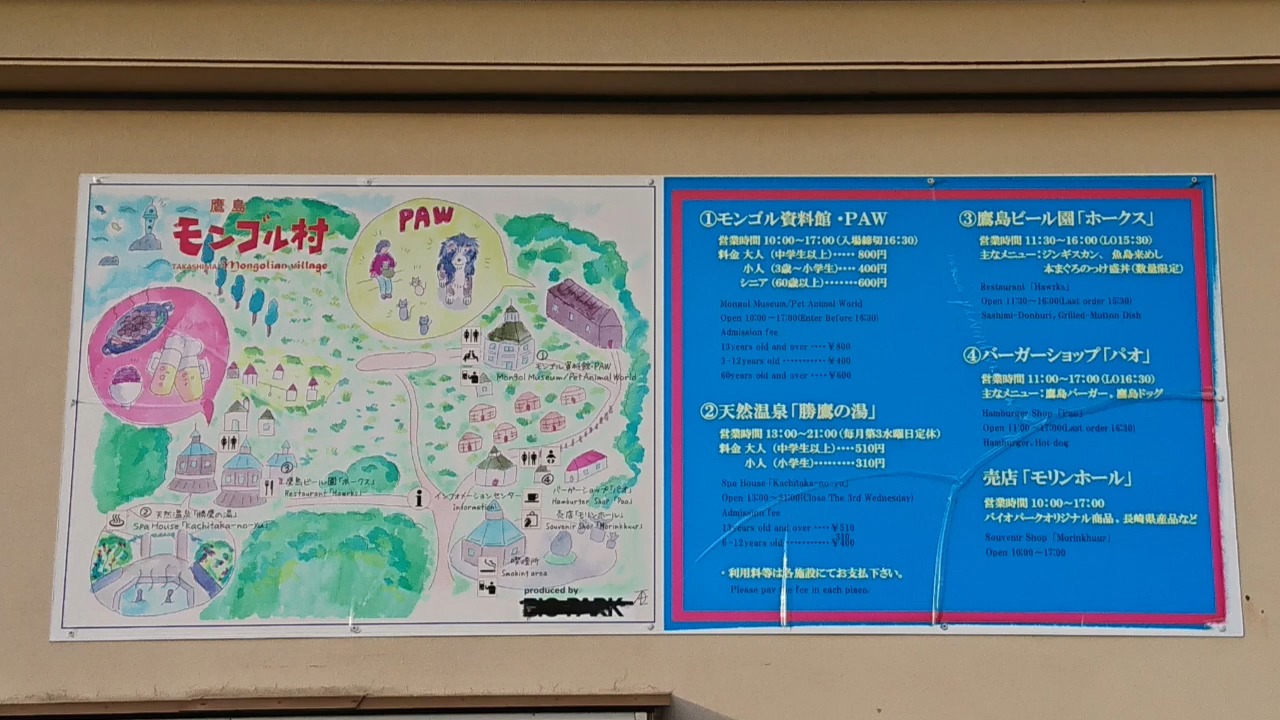 鷹島
モンゴル村
TAKASHIMA Mongolian village
PAW
①
モンゴル資料館・PAW
Mongol Museum/Pet Animal World
③
鷹島ビール園「ホークス」
Restaurant「Hawrks」
② 天然温泉「勝鷹の湯」
Spa House「Kachitaka-no-yu」
インフォメーションセンター
Information
④
バーガーショップ「パオ」
Hamburger Shop「Pao」
売店「モリンホール」
Souvenir Shop「Morinkhuur」
喫煙所
Smokint area
produced by
BIO PARK
①モンゴル資料館・PAW
営業時間 10:00〜17:00(入場締切16:30)
料金 大人 (中学生以上)‥‥‥ 800円
小人 (3歳〜小学生)‥‥ 400円
シニア (60歳以上)‥‥‥‥600円
Mongol Museum/Pet Animal World
Open 10:00〜17:00(Enter Before 16:30)
Admission fee
13years old and over ‥‥￥800
3-12years old ‥‥‥‥‥￥400
60years old and over ‥‥￥600
②天然温泉「勝鷹の湯」
営業時間 13:00〜21:00(毎月第3水曜日定休)
料金 大人 (中学生以上)‥‥‥510円
小人 (小学生)‥‥‥‥‥310円
Spa House「Kachitaka-no-yu」
Open 13:00〜21:00(Close The 3rd Wednesday)
Admission fee
13years old and over ‥‥￥510
310
6-12years old ‥‥‥‥‥￥400
・利用料等は各施設にてお支払下さい。
Please pay the fee in each place.
③鷹島ビール園「ホークス」
営業時間 11:30〜16:00(LO15:30)
主なメニュー:ジンギスカン、魚島来めし
本まぐろのっけ盛丼(数量限定)
Restaurant「Hawrks」
Open 11:30〜16:00(Last order 15:30)
Sashimi-Donburi, Grilled-Mutton Dish
④バーガーショップ「パオ」
営業時間 11:00〜17:00(LO16:30)
主なメニュー:鷹島バーガー、鷹島ドッグ
Hamburger Shop「Pao」
Open 11:00〜17:00(Last order 16:30)
Hamburger, Hot-dog
売店「モリンホール」
営業時間 10:00〜17:00
バイオパークオリジナル商品、長崎県産品など
Souvenir Shop「Morinkhuur」
Open 10:00〜17:00